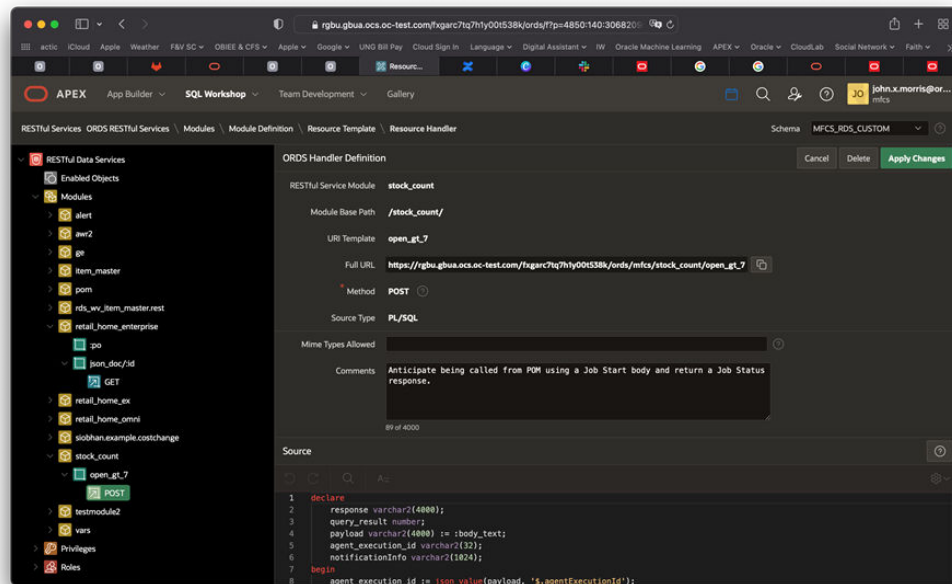 rgbu.gbua.ocs.oc-test.com/fxgarc7tq7h1y00t538k/ords/f?p=4850:140:3068209
actic iCloud Apple Weather F&V SC OBIEE & CFS Apple Google UNG Bill Pay Cloud Sign In Language Digital Assistant IW Oracle Machine Learning APEX Oracle CloudLab Social Network Faith
Resourc...
APEX App Builder SQL Workshop Team Development Gallery JO john.x.morris@or...
mfcs
RESTful Services ORDS RESTful Services \ Modules \ Module Definition \ Resource Template \ Resource Handler Schema MFCS_RDS_CUSTOM
RESTful Data Services
Enabled Objects
Modules
alert
awr2
ge
item_master
pom
rds_wv_item_master.rest
retail_home_enterprise
:po
json_doc/:id
GET
retail_home_ex
retail_home_omni
siobhan.example.costchange
stock_count
open_gt_7
POST
testmodule2
vars
Privileges
Roles
ORDS Handler Definition Cancel Delete Apply Changes
RESTful Service Module stock_count
Module Base Path /stock_count/
URI Template open_gt_7
Full URL https://rgbu.gbua.ocs.oc-test.com/fxgarc7tq7h1y00t538k/ords/mfcs/stock_count/open_gt_7
* Method POST
Source Type PL/SQL
Mime Types Allowed
Comments Anticipate being called from POM using a Job Start body and return a Job Status
response.
89 of 4000
Source
1 declare
2 response varchar2(4000);
3 query_result number;
4 payload varchar2(4000) := :body_text;
5 agent_execution_id varchar2(32);
6 notificationInfo varchar2(1024);
7 begin
8 agent_execution_id := json_value(payload, '$.agentExecutionId');